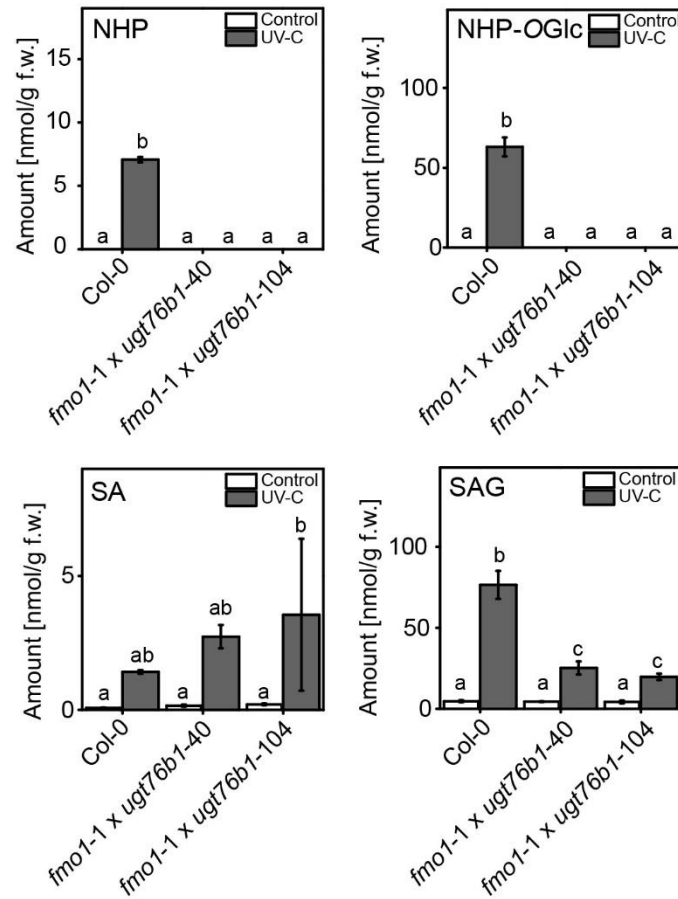 NHP
Control
UV-C
Amount [nmol/g f.w.]
15
10
5
0
a b a a a a
Col-0
fmo1-1 x ugt76b1-40
fmo1-1 x ugt76b1-104
NHP-OGlc
Control
UV-C
Amount [nmol/g f.w.]
100
50
0
a b a a a a
Col-0
fmo1-1 x ugt76b1-40
fmo1-1 x ugt76b1-104
SA
Control
UV-C
Amount [nmol/g f.w.]
5
0
a ab a ab a b
Col-0
fmo1-1 x ugt76b1-40
fmo1-1 x ugt76b1-104
SAG
Control
UV-C
Amount [nmol/g f.w.]
100
50
0
a b a c a c
Col-0
fmo1-1 x ugt76b1-40
fmo1-1 x ugt76b1-104